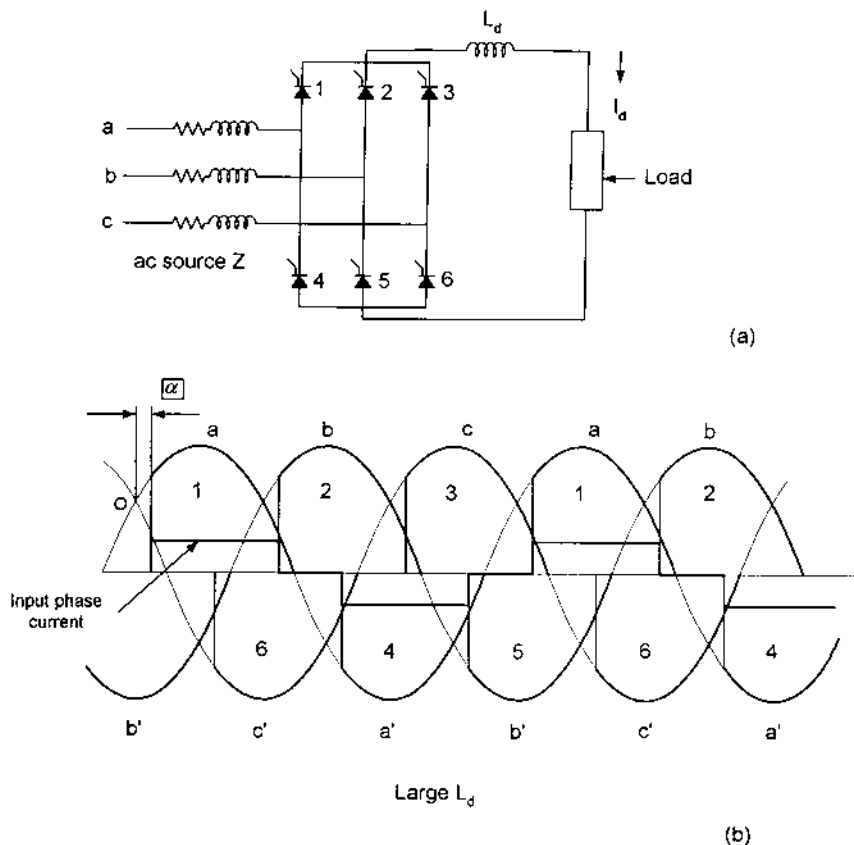 L_d
1 2 3
I_d
a
b
Load
c
ac source Z
4 5 6
(a)
α
a b c a b
1 2 3 1 2
O
Input phase
current
6 4 5 6 4
b' c' a' b' c' a'
Large L_d
(b)